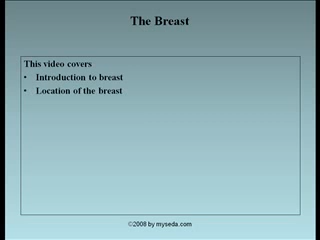 The Breast
This video covers
• Introduction to breast
• Location of the breast
©2008 by myseda.com